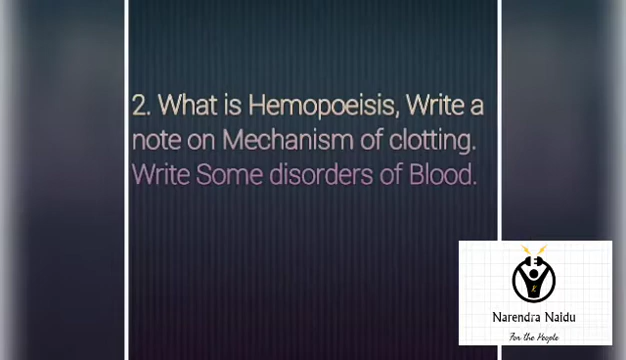 2. What is Hemopoeisis, Write a
note on Mechanism of clotting.
Write Some disorders of Blood.
Narendra Naidu
For the People